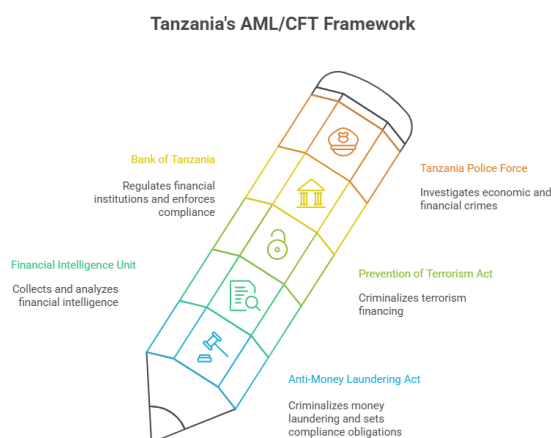 Tanzania's AML/CFT Framework
Bank of Tanzania
Regulates financial
institutions and enforces
compliance
Tanzania Police Force
Investigates economic and
financial crimes
Financial Intelligence Unit
Collects and analyzes
financial intelligence
Prevention of Terrorism Act
Criminalizes terrorism
financing
Anti-Money Laundering Act
Criminalizes money
laundering and sets
compliance obligations